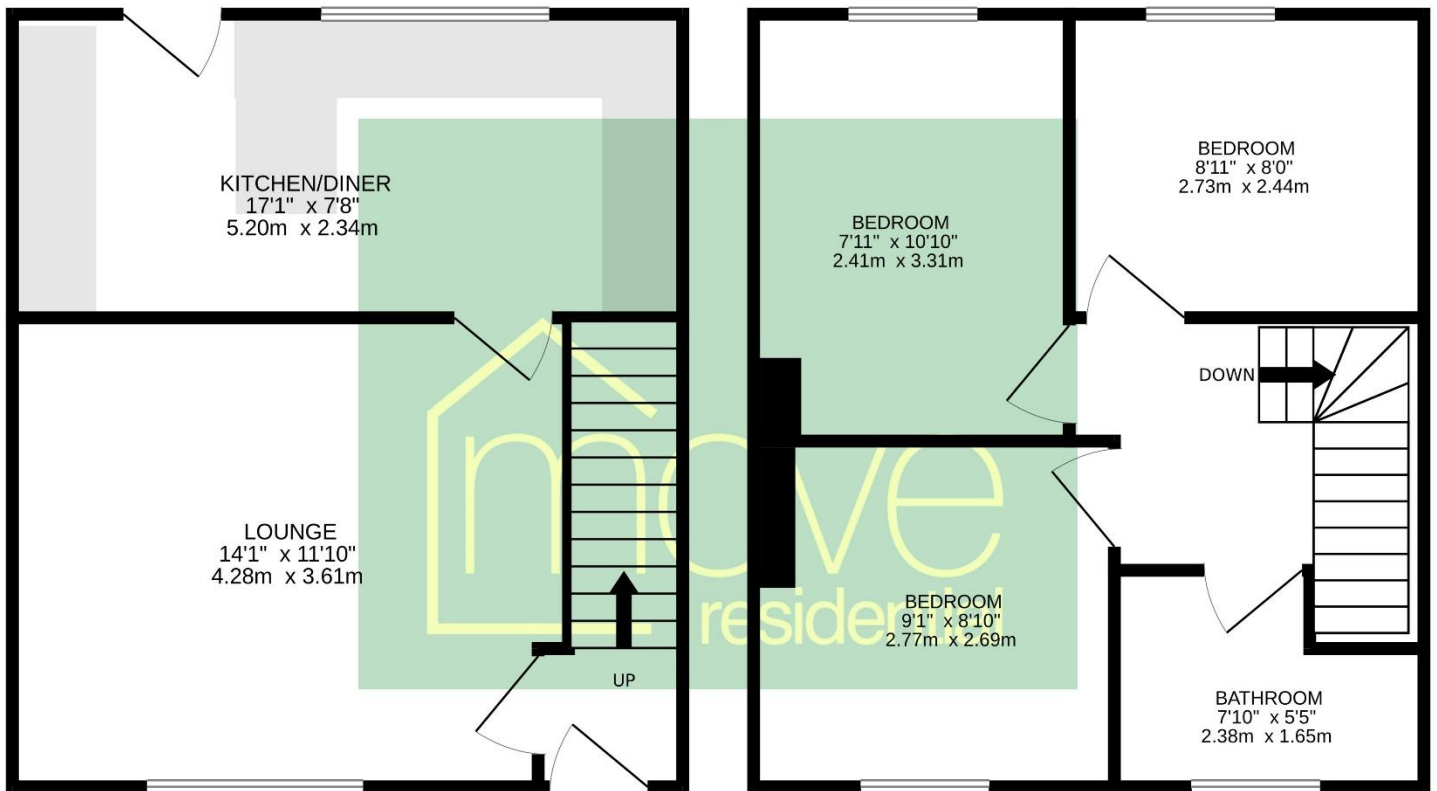 KITCHEN/DINER
17'1" x 7'8"
5.20m x 2.34m
LOUNGE
14'1" x 11'10"
4.28m x 3.61m
UP
BEDROOM
7'11" x 10'10"
2.41m x 3.31m
BEDROOM
8'11" x 8'0"
2.73m x 2.44m
DOWN
BEDROOM
9'1" x 8'10"
2.77m x 2.69m
BATHROOM
7'10" x 5'5"
2.38m x 1.65m
move
residential